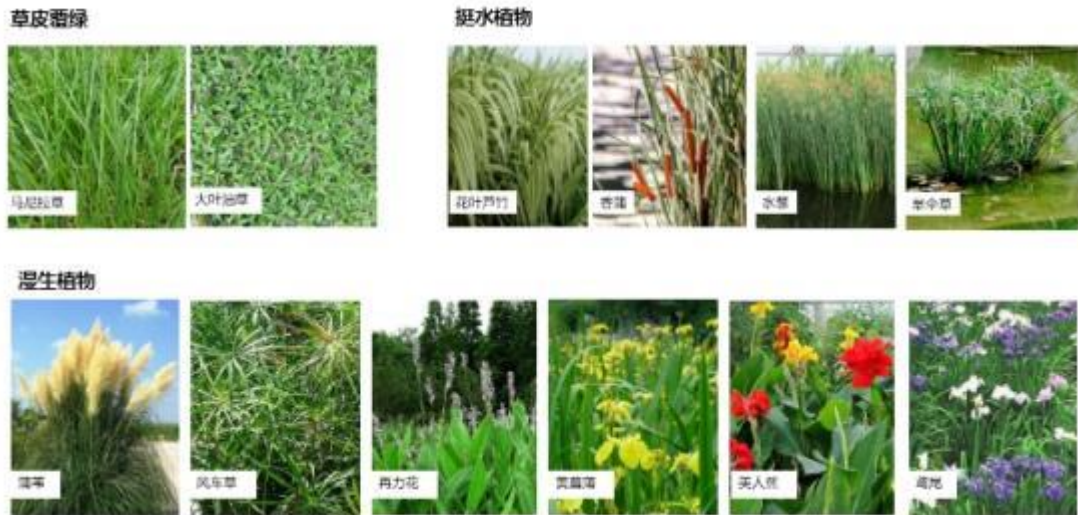 草皮覆绿
挺水植物
马尼拉草
大叶油草
花叶芦竹
香蒲
水葱
旱伞草
湿生植物
蒲苇
风车草
再力花
黄菖蒲
美人蕉
鸢尾